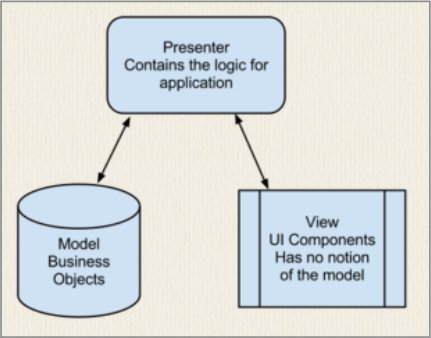 Presenter
Contains the logic for
application
Model
Business
Objects
View
UI Components
Has no notion
of the model